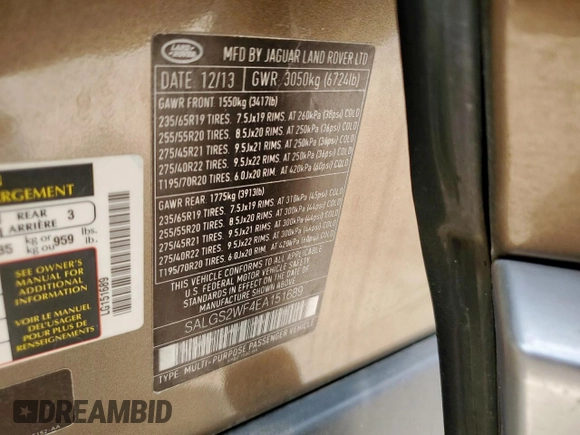 LAND ROVER
MFD BY JAGUAR LAND ROVER LTD
DATE 12/13 GWR 3050kg (6724lb)
GAWR FRONT 1550kg (3417lb)
235/65R19 TIRES. 7.5Jx19 RIMS. AT 260kPa (38psi) COLD
255/55R20 TIRES. 8.5Jx20 RIMS. AT 250kPa (36psi) COLD
275/45R21 TIRES. 9.5Jx21 RIMS. AT 250kPa (36psi) COLD
275/40R22 TIRES. 9.5Jx22 RIMS. AT 250kPa (36psi) COLD
T195/70R20 TIRES. 6.0Jx20 RIMS. AT 420kPa (60psi) COLD
GAWR REAR 1775kg (3913lb)
235/65R19 TIRES. 7.5Jx19 RIMS. AT 310kPa (45psi) COLD
255/55R20 TIRES. 8.5Jx20 RIMS. AT 300kPa (44psi) COLD
275/45R21 TIRES. 9.5Jx21 RIMS. AT 300kPa (44psi) COLD
275/40R22 TIRES. 9.5Jx22 RIMS. AT 300kPa (44psi) COLD
T195/70R20 TIRES. 6.0Jx20 RIMS. AT 420kPa (60psi) COLD
THIS VEHICLE CONFORMS TO ALL APPLICABLE
U.S. FEDERAL MOTOR VEHICLE SAFETY
STANDARDS IN EFFECT ON THE DATE OF
MANUFACTURE SHOWN ABOVE
SALGS2WF4EA151689
TYPE: MULTI-PURPOSE PASSENGER VEHICLE
REAR
ARRIÈRE 3
kg or 959 lbs.
kg ou lb.
SEE OWNER'S
MANUAL FOR
ADDITIONAL
INFORMATION
VOIR LE MANUEL
DE L'USAGER
POUR PLUS DE
RENSEIGNEMENTS
LG151689
DREAMBID